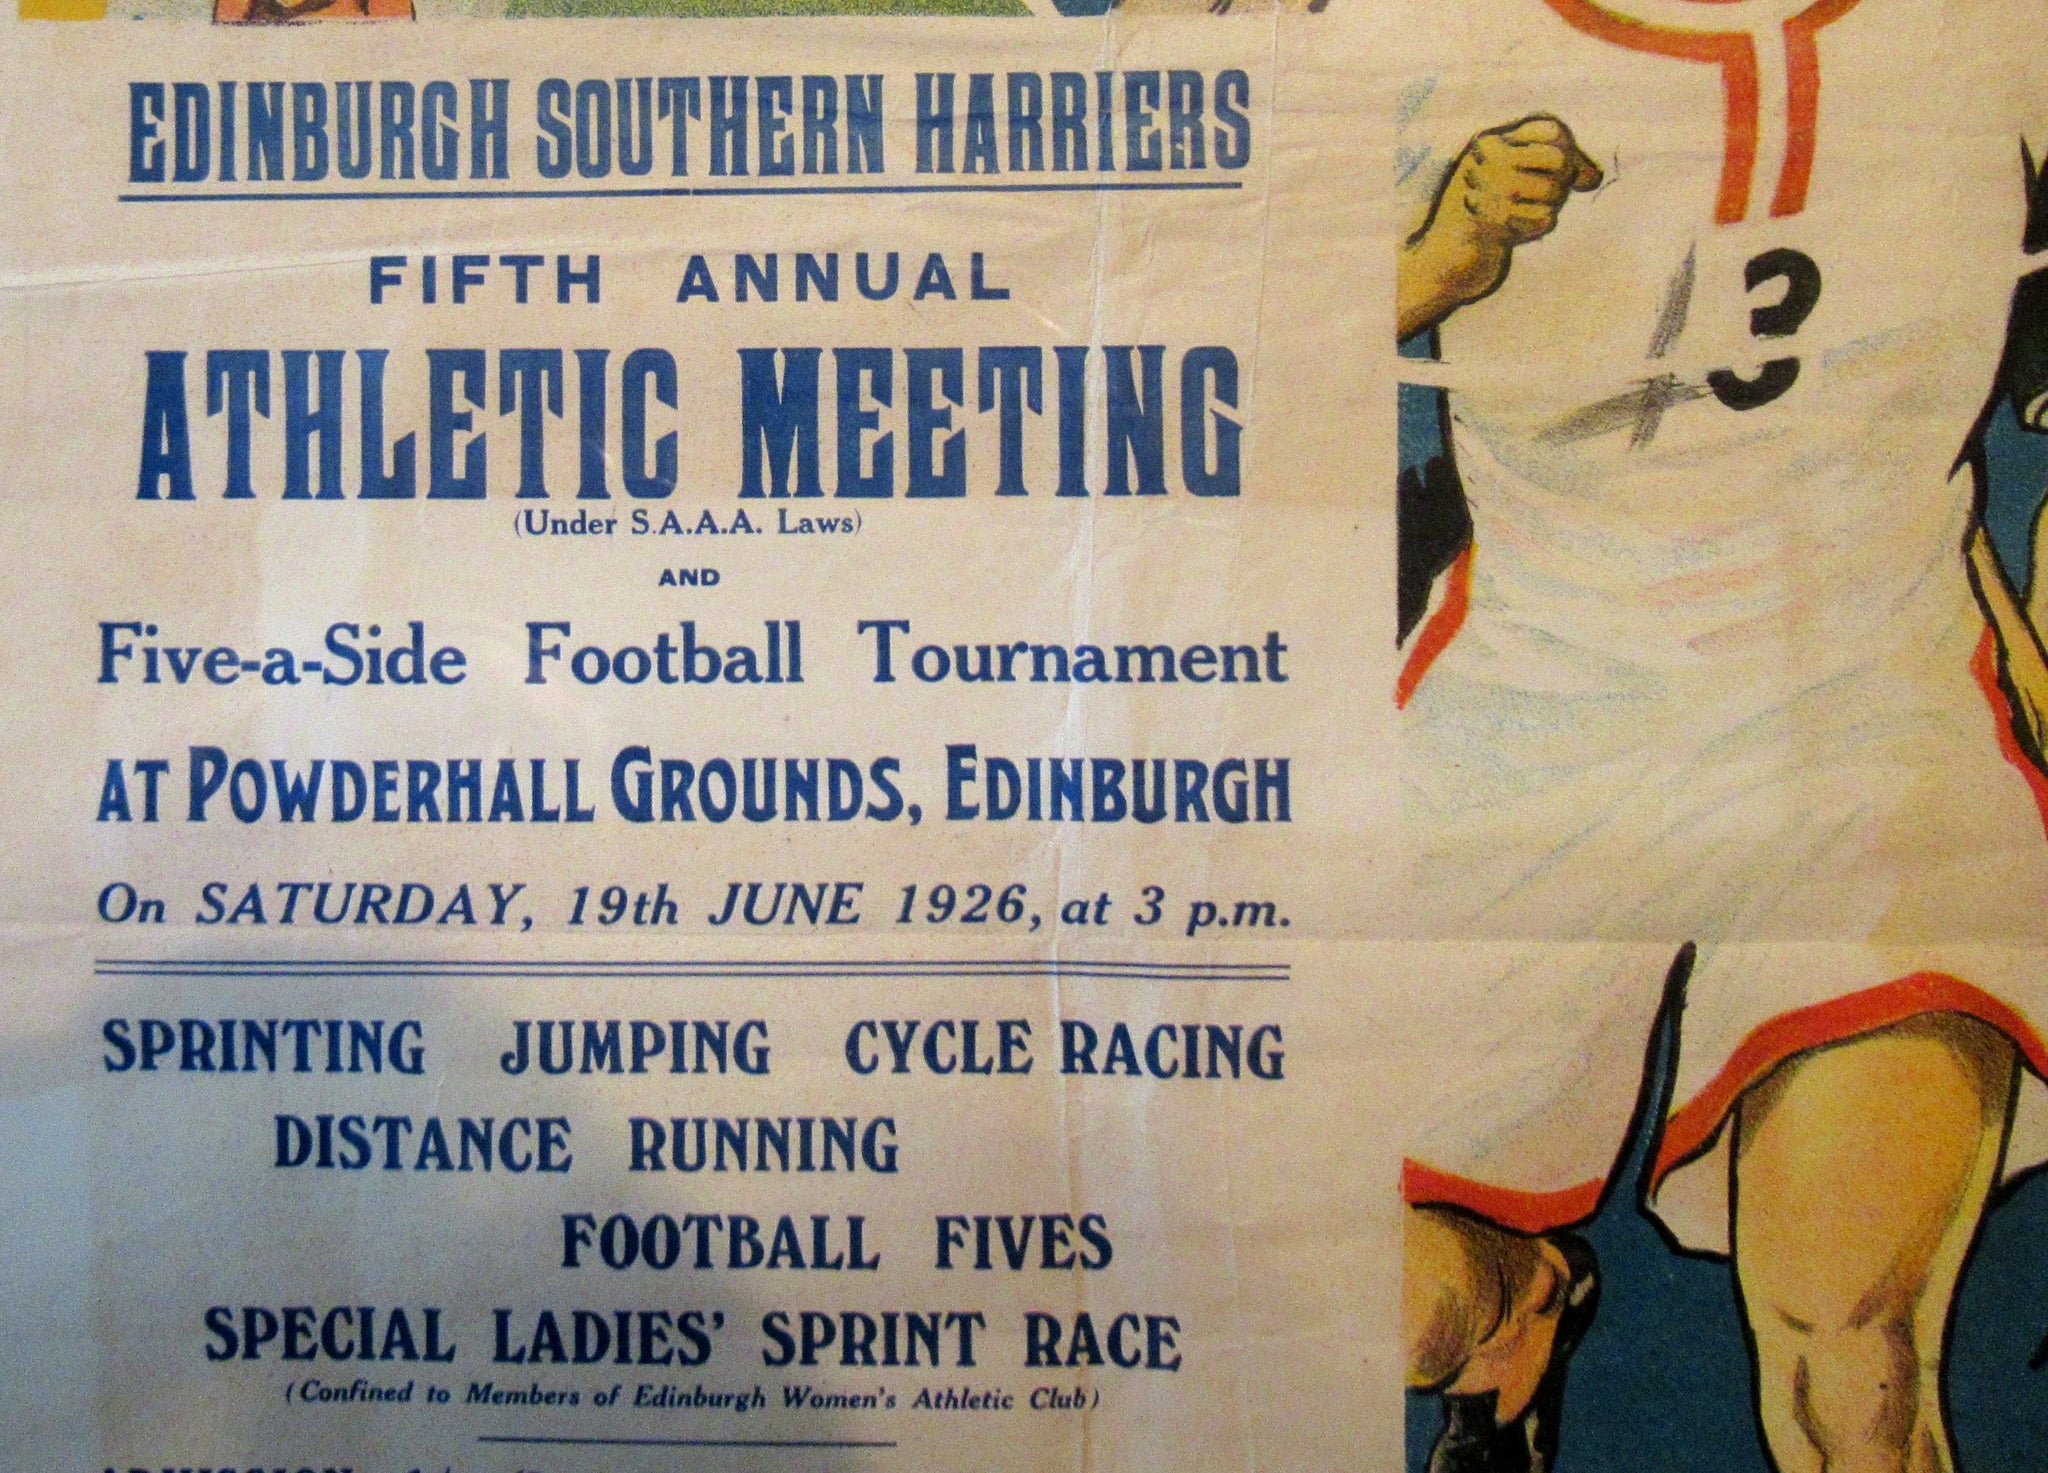 EDINBURGH SOUTHERN HARRIERS
FIFTH ANNUAL
ATHLETIC MEETING
(Under S.A.A.A. Laws)
AND
Five-a-Side Football Tournament
AT POWDERHALL GROUNDS, EDINBURGH
On SATURDAY, 19th JUNE 1926, at 3 p.m.
SPRINTING JUMPING CYCLE RACING
DISTANCE RUNNING
FOOTBALL FIVES
SPECIAL LADIES' SPRINT RACE
(Confined to Members of Edinburgh Women's Athletic Club)
3